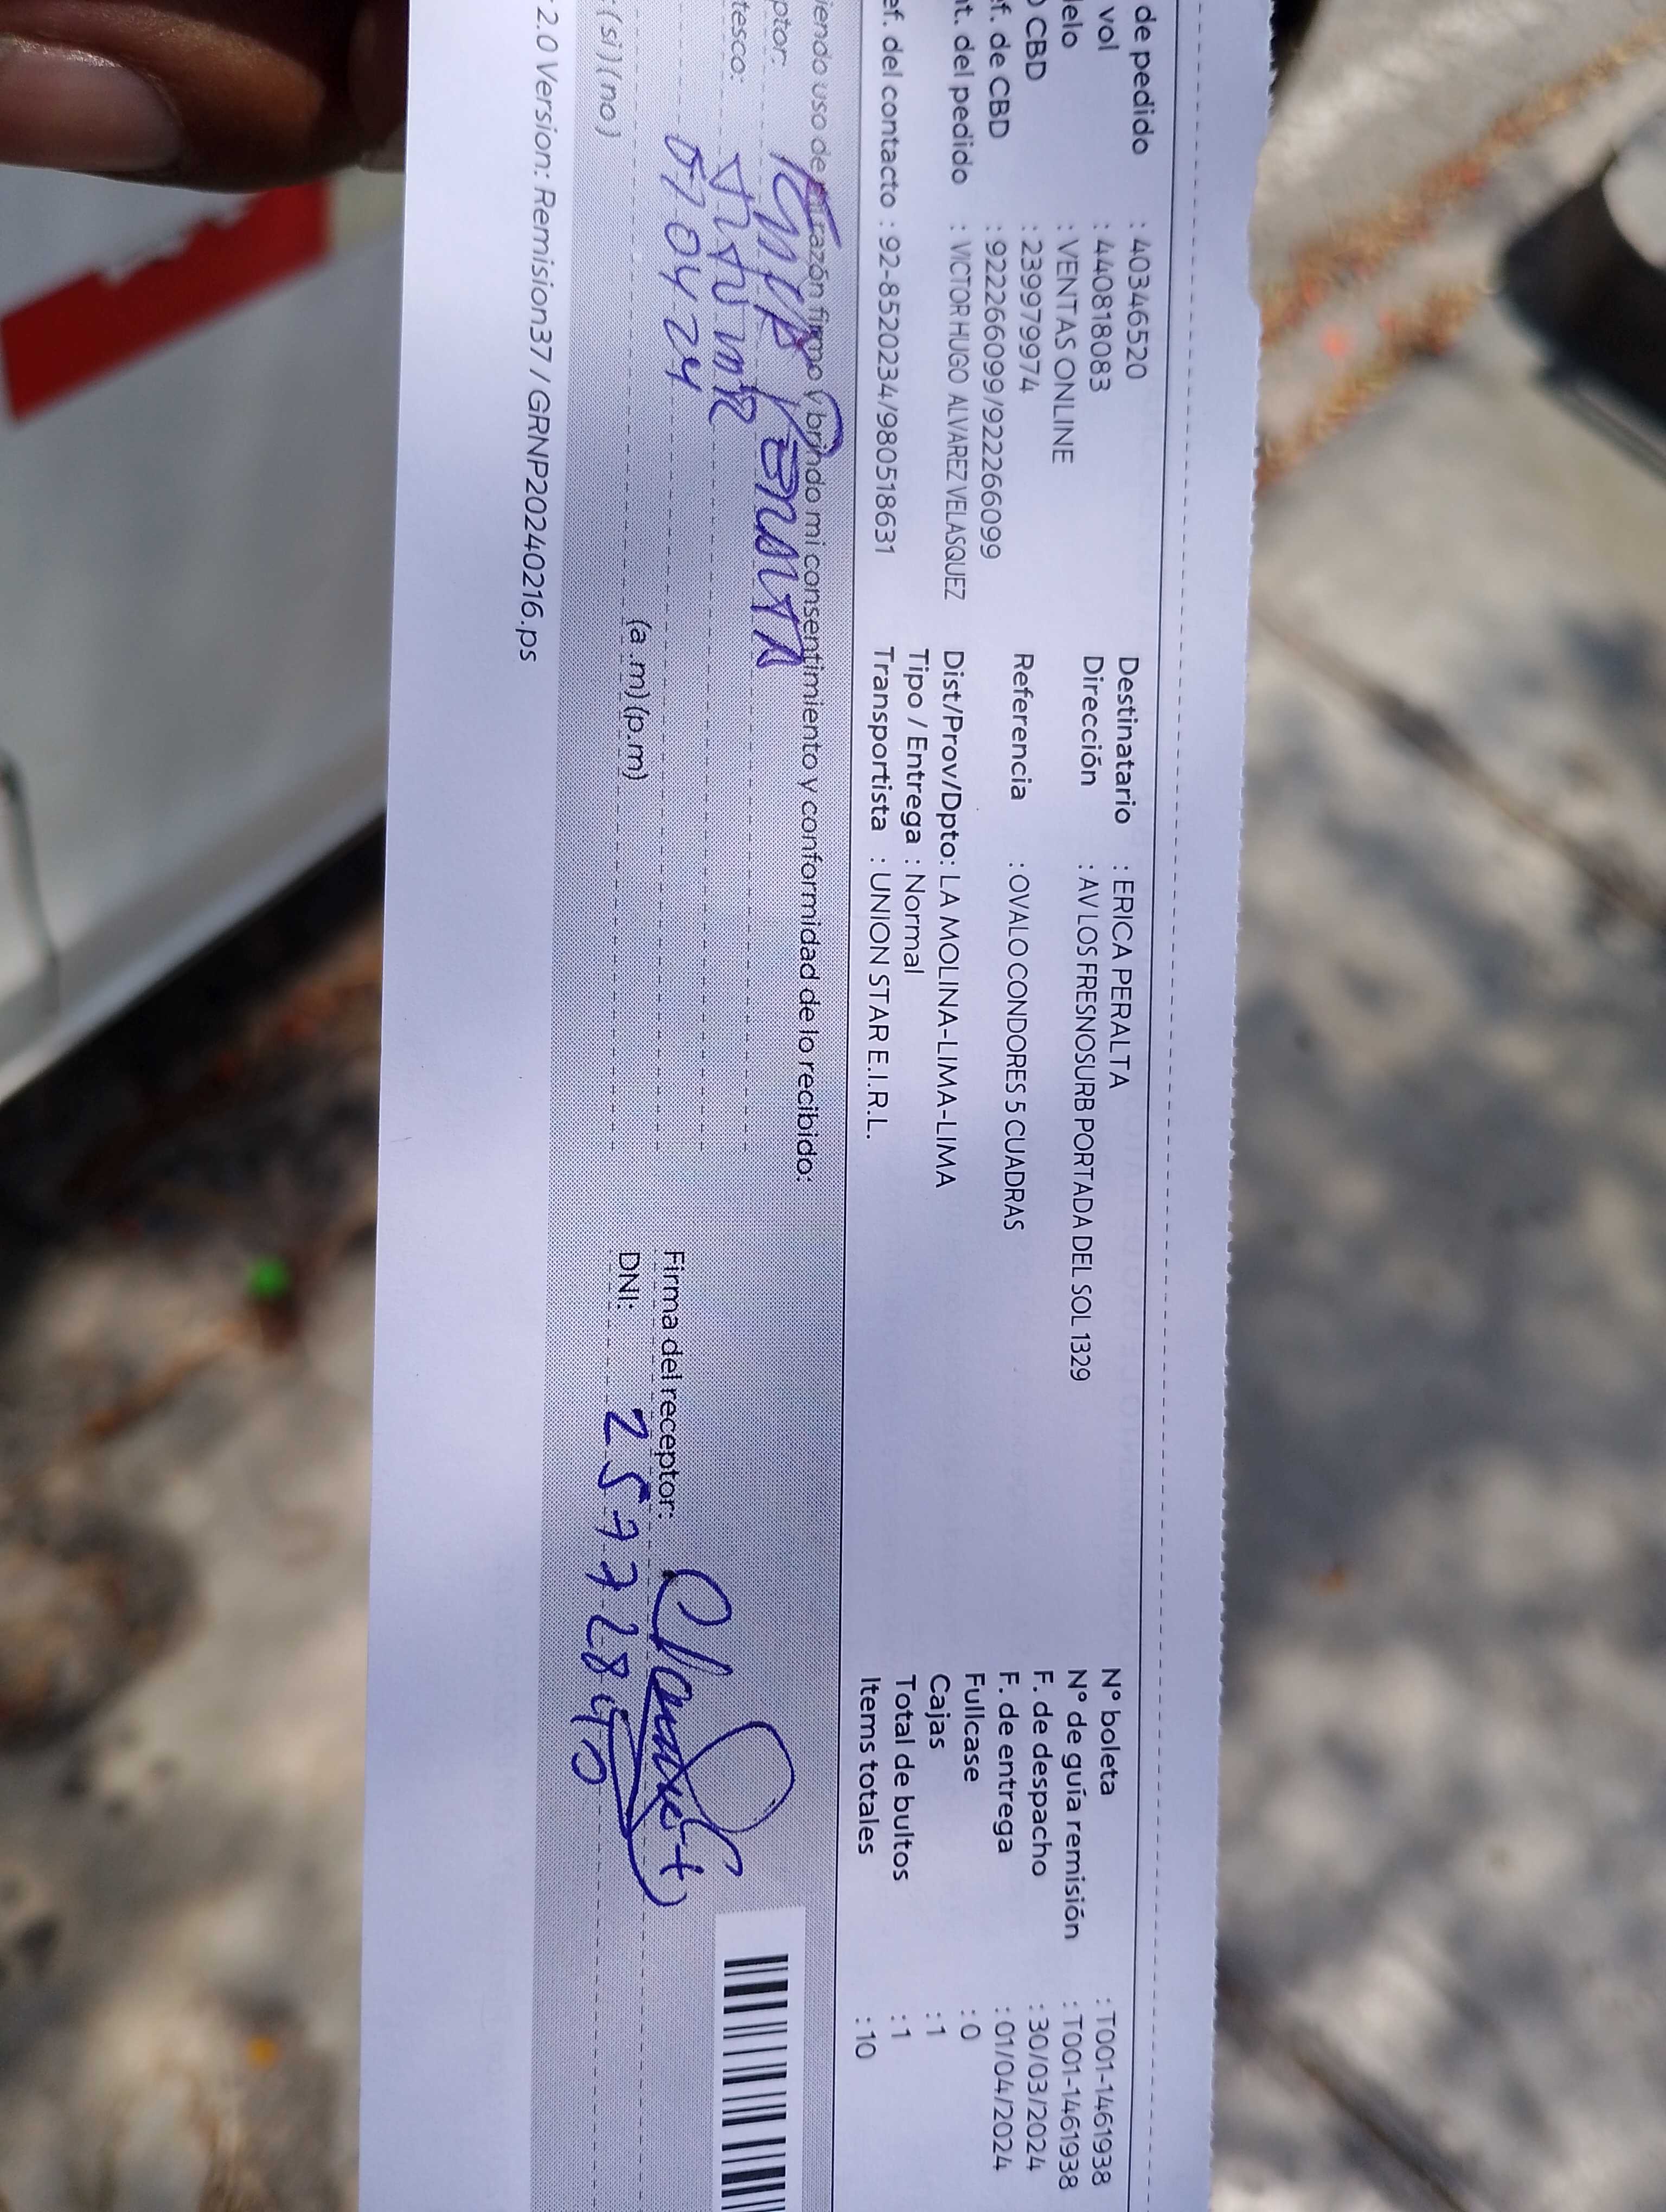 de pedido : 40346520
vol : 440818083
elo : VENTAS ONLINE
CBD : 239979974
f. de CBD : 922266099/922266099
nt. del pedido : VICTOR HUGO ALVAREZ VELASQUEZ
ef. del contacto : 92-8520234/980518631
Destinatario : ERICA PERALTA
Dirección : AV LOS FRESNOSURB PORTADA DEL SOL 1329
Referencia : OVALO CONDORES 5 CUADRAS
Dist/Prov/Dpto: LA MOLINA-LIMA-LIMA
Tipo / Entrega : Normal
Transportista : UNION STAR E.I.R.L.
N° boleta : T001-1461938
N° de guía remisión : T001-1461938
F. de despacho : 30/03/2024
F. de entrega : 01/04/2024
Fullcase : 0
Cajas : 1
Total de bultos : 1
Items totales : 10
iendo uso de mi razón firmo y brindo mi consentimiento y conformidad de lo recibido:
ptor:
tesco:
04 24
(a.m)(p.m)
(si)(no)
Firma del receptor:
DNI: 25772840
2.0 Version: Remision37 / GRNP20240216.ps